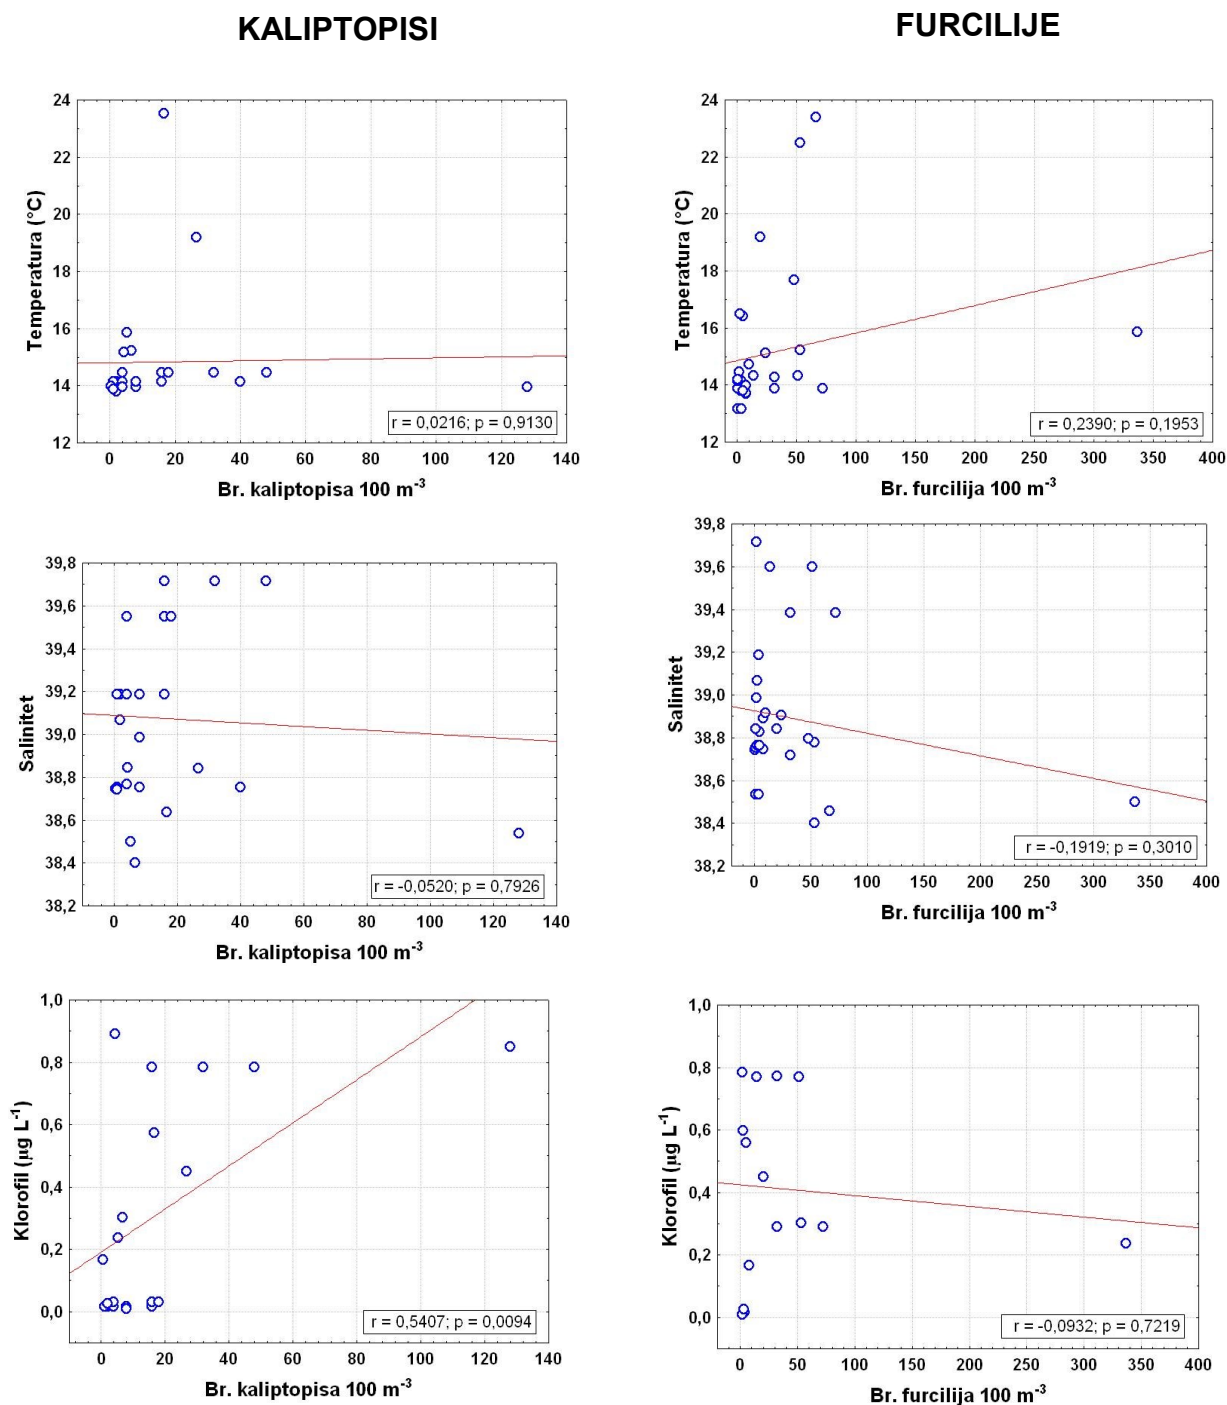 KALIPTOPISI
FURCILIJE
24
22
20
18
16
14
12
Temperatura (°C)
r = 0,0216; p = 0,9130
0 20 40 60 80 100 120 140
Br. kaliptopisa 100 m⁻³
24
22
20
18
16
14
12
Temperatura (°C)
r = 0,2390; p = 0,1953
0 50 100 150 200 250 300 350 400
Br. furcilija 100 m⁻³
39,8
39,6
39,4
39,2
39,0
38,8
38,6
38,4
38,2
Salinitet
r = -0,0520; p = 0,7926
0 20 40 60 80 100 120 140
Br. kaliptopisa 100 m⁻³
39,8
39,6
39,4
39,2
39,0
38,8
38,6
38,4
38,2
Salinitet
r = -0,1919; p = 0,3010
0 50 100 150 200 250 300 350 400
Br. furcilija 100 m⁻³
1,0
0,8
0,6
0,4
0,2
0,0
Klorofil (µg L⁻¹)
r = 0,5407; p = 0,0094
0 20 40 60 80 100 120 140
Br. kaliptopisa 100 m⁻³
1,0
0,8
0,6
0,4
0,2
0,0
Klorofil (µg L⁻¹)
r = -0,0932; p = 0,7219
0 50 100 150 200 250 300 350 400
Br. furcilija 100 m⁻³